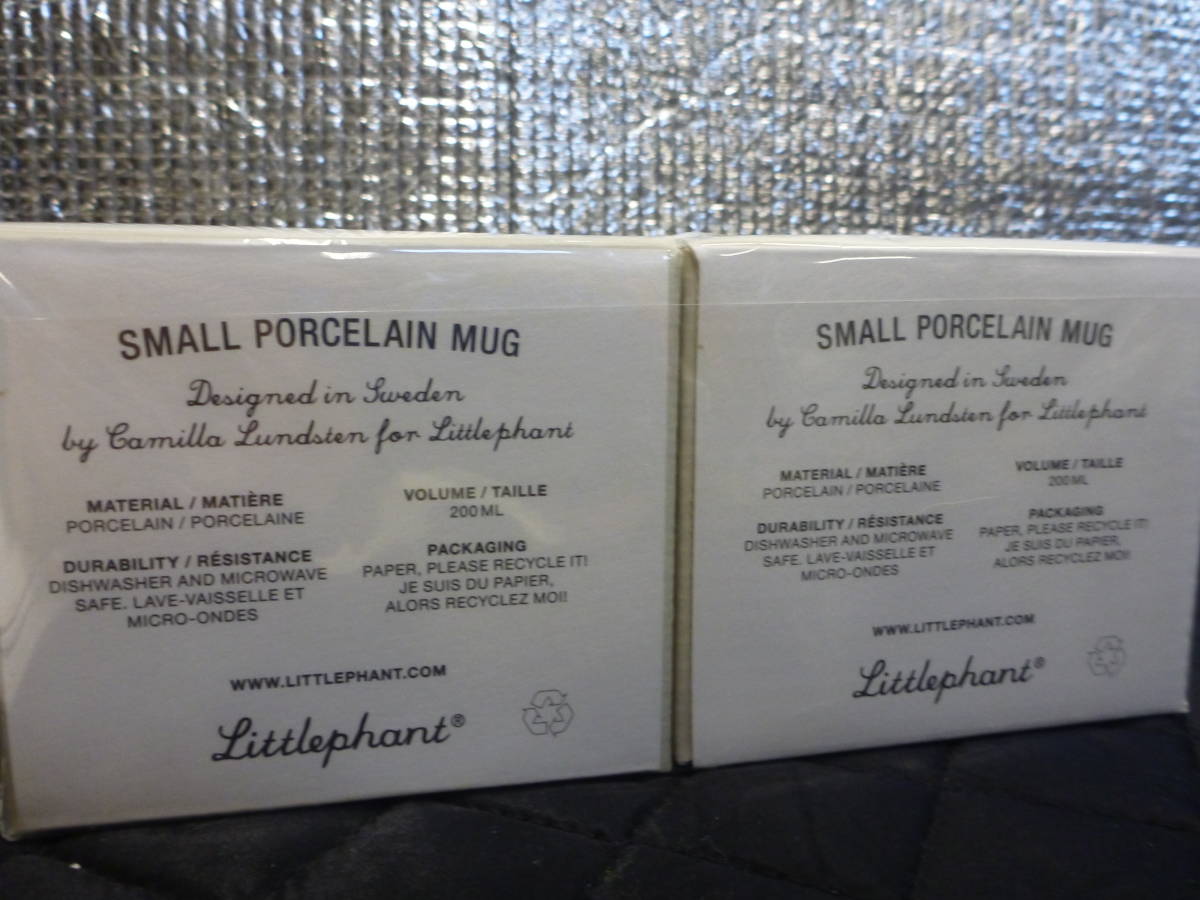 SMALL PORCELAIN MUG
Designed in Sweden
by Camilla Lundsten for Littlephant
MATERIAL / MATIÈRE
PORCELAIN / PORCELAINE
VOLUME / TAILLE
200 ML
DURABILITY / RÉSISTANCE
DISHWASHER AND MICROWAVE
SAFE. LAVE-VAISSELLE ET
MICRO-ONDES
PACKAGING
PAPER, PLEASE RECYCLE IT!
JE SUIS DU PAPIER,
ALORS RECYCLEZ MOI!
WWW.LITTLEPHANT.COM
Littlephant®
SMALL PORCELAIN MUG
Designed in Sweden
by Camilla Lundsten for Littlephant
MATERIAL / MATIÈRE
PORCELAIN / PORCELAINE
VOLUME / TAILLE
200 ML
DURABILITY / RÉSISTANCE
DISHWASHER AND MICROWAVE
SAFE. LAVE-VAISSELLE ET
MICRO-ONDES
PACKAGING
PAPER, PLEASE RECYCLE IT!
JE SUIS DU PAPIER,
ALORS RECYCLEZ MOI!
WWW.LITTLEPHANT.COM
Littlephant®